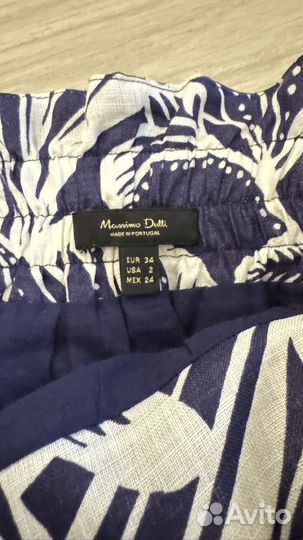 Massimo Dutti
MADE IN PORTUGAL
EUR 34
USA 2
MEX 24
Avito